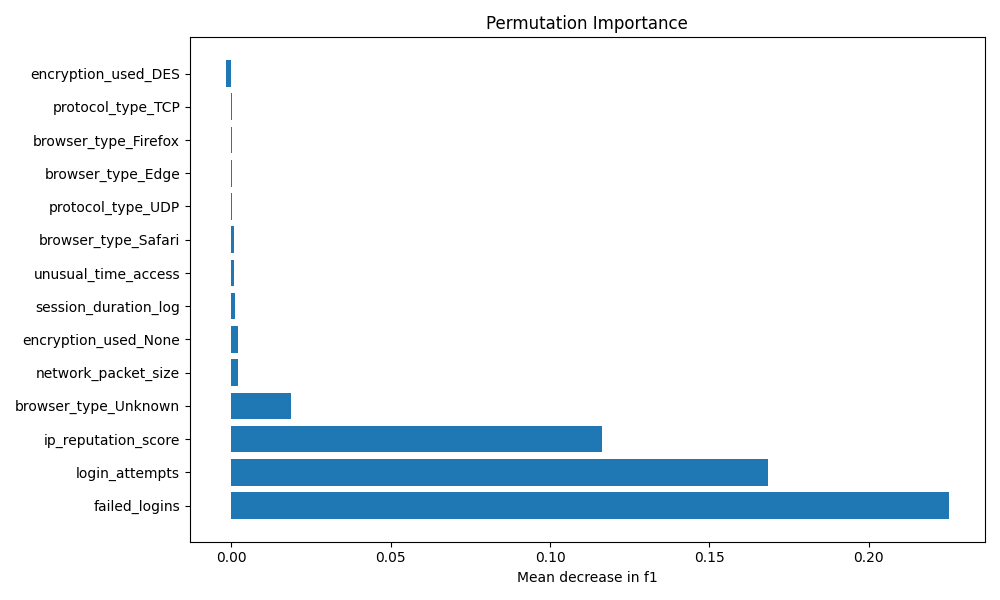 Permutation Importance
encryption_used_DES
protocol_type_TCP
browser_type_Firefox
browser_type_Edge
protocol_type_UDP
browser_type_Safari
unusual_time_access
session_duration_log
encryption_used_None
network_packet_size
browser_type_Unknown
ip_reputation_score
login_attempts
failed_logins
0.00 0.05 0.10 0.15 0.20
Mean decrease in f1